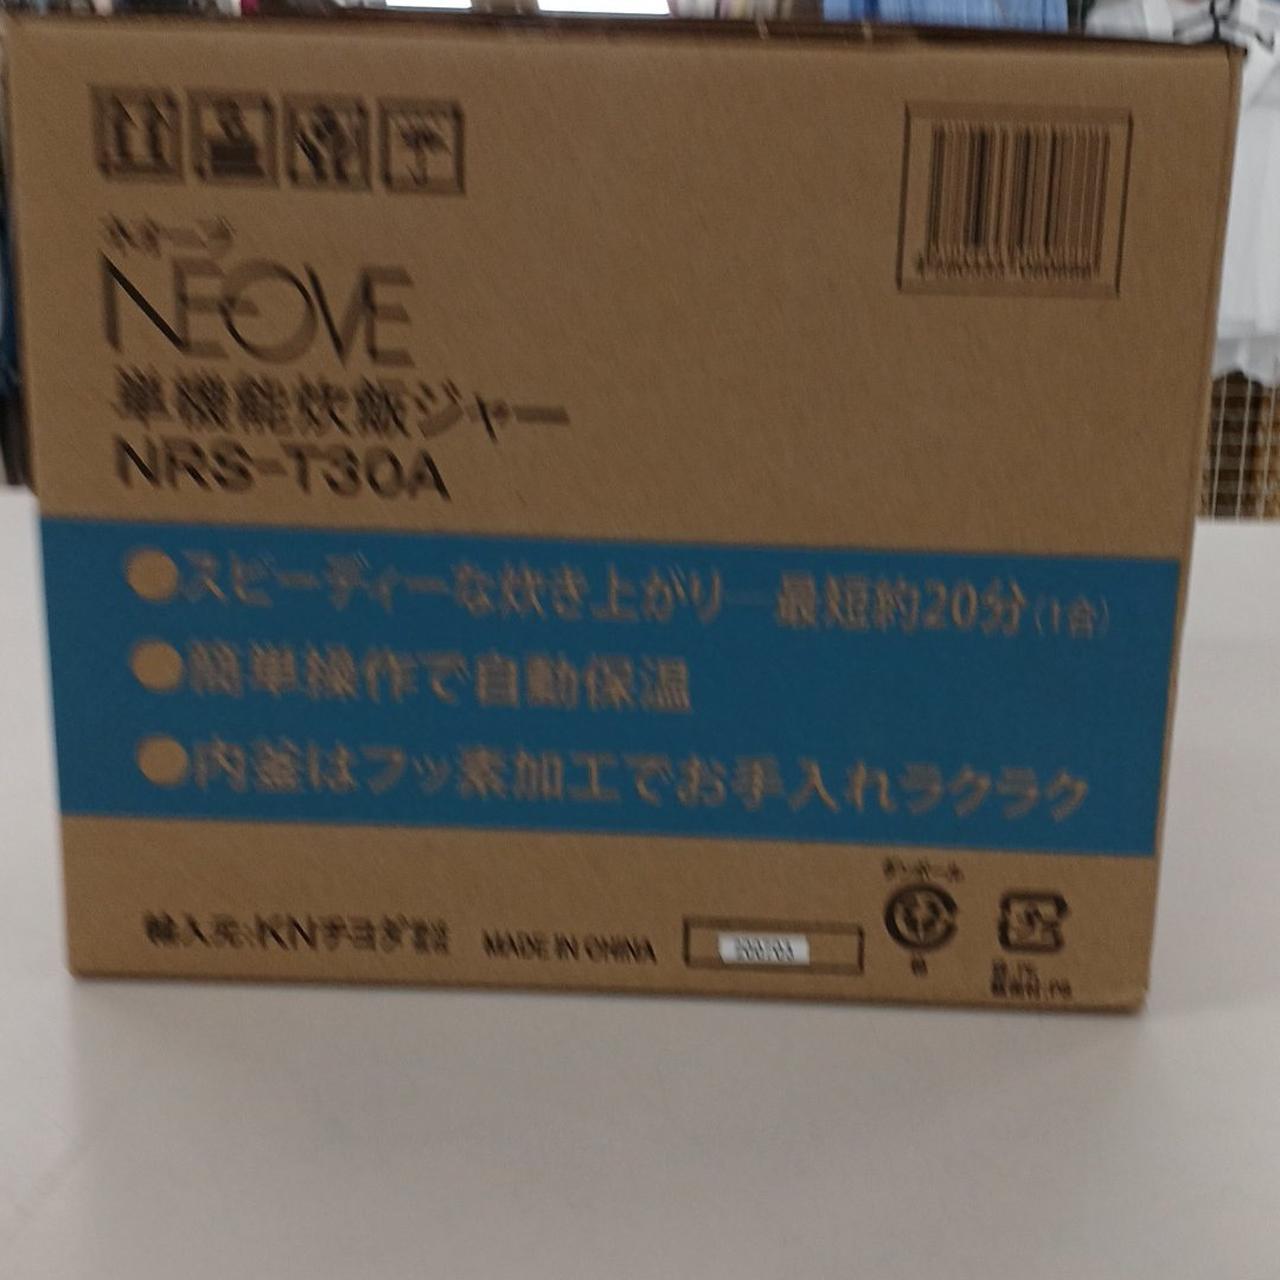 ネオーブ
NEOVE
単機能炊飯ジャー
NRS-T30A
●スピーディーな炊き上がり—最短約20分(1合)
●簡単操作で自動保温
●内釜はフッ素加工でお手入れラクラク
ダンボール
輸入元:KNチヨダ
MADE IN CHINA